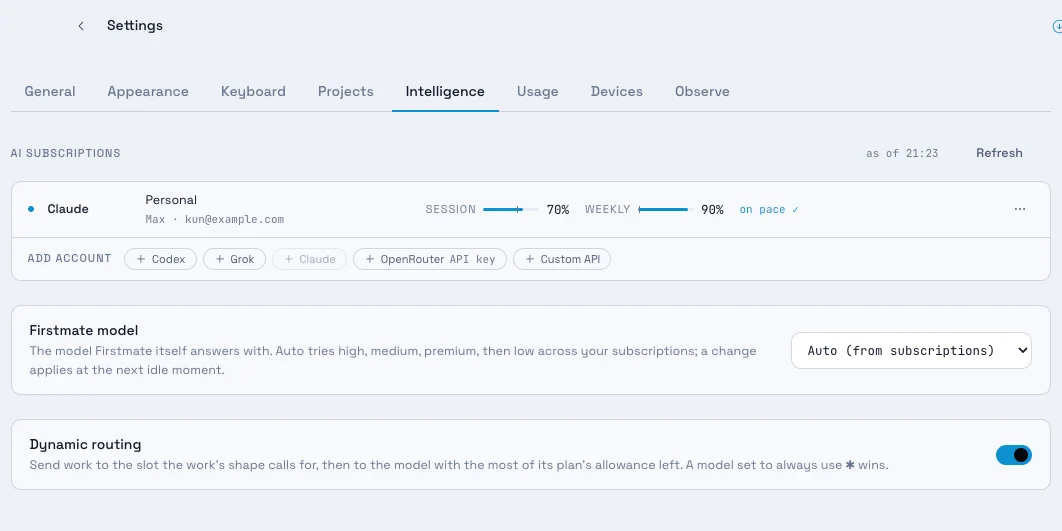 Settings
General Appearance Keyboard Projects Intelligence Usage Devices Observe
AI SUBSCRIPTIONS as of 21:23 Refresh
Claude Personal SESSION 70% WEEKLY 90% on pace ✓ ···
Max · kun@example.com
ADD ACCOUNT + Codex + Grok + Claude + OpenRouter API key + Custom API
Firstmate model
The model Firstmate itself answers with. Auto tries high, medium, premium, then low across your subscriptions; a change
applies at the next idle moment.
Auto (from subscriptions)
Dynamic routing
Send work to the slot the work's shape calls for, then to the model with the most of its plan's allowance left. A model set to always use ✱ wins.